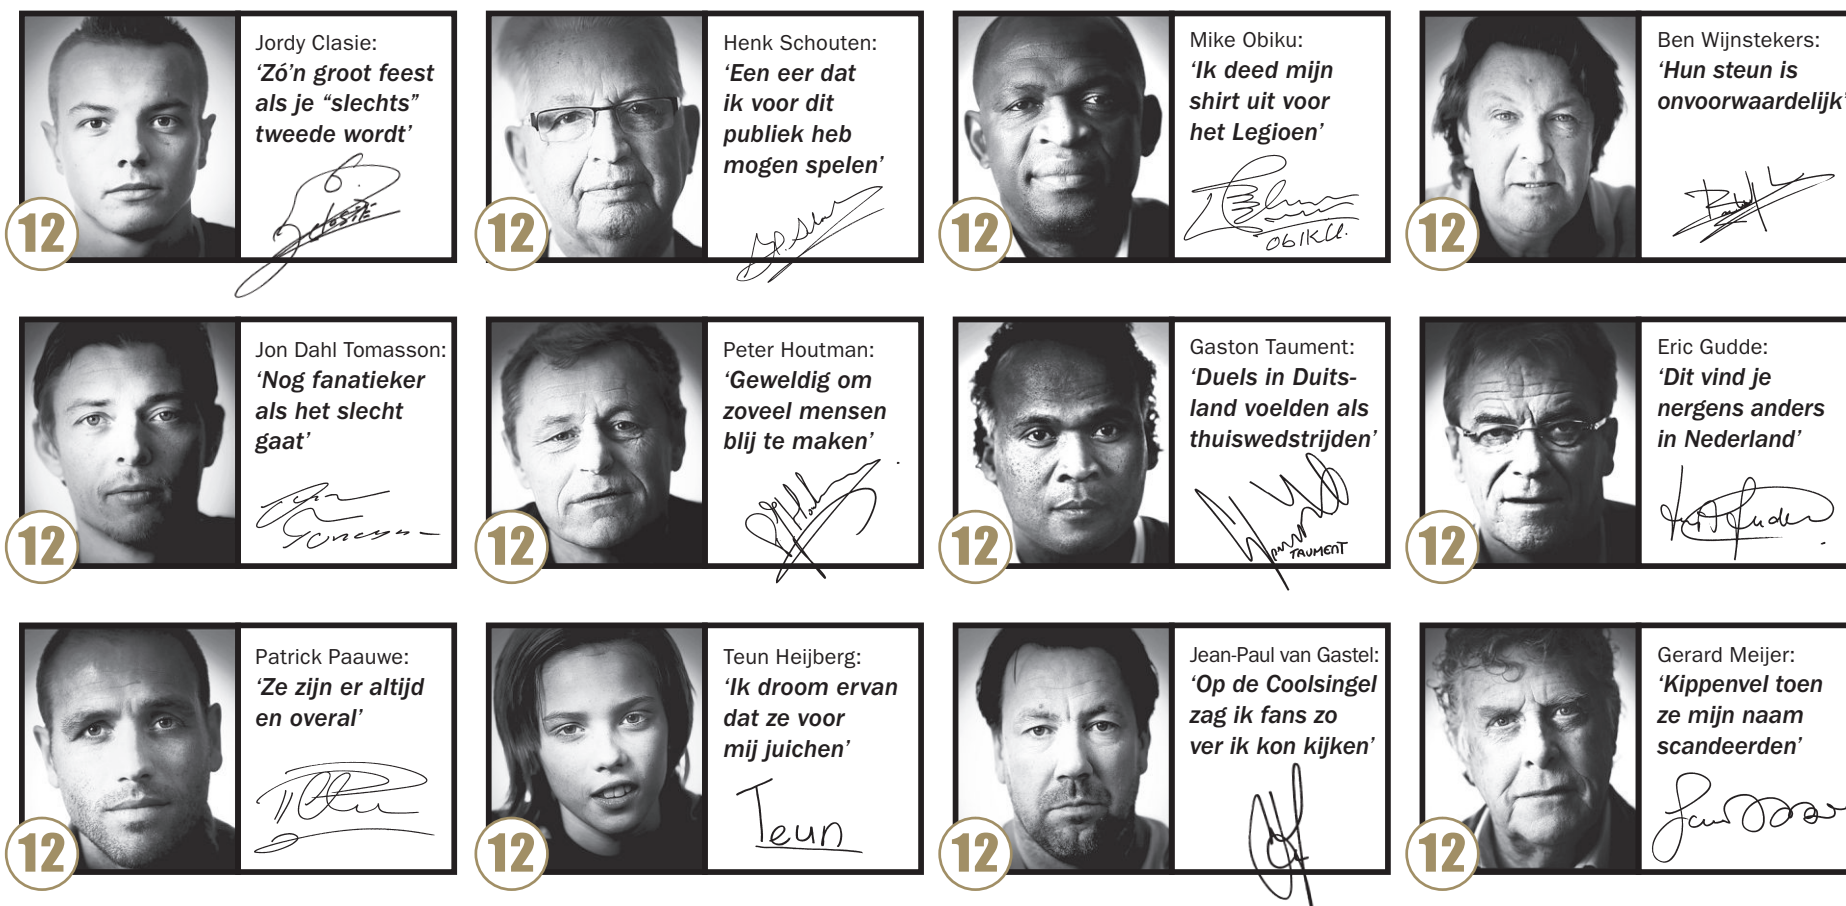 Jordy Clasie:
‘Zó’n groot feest
als je “slechts”
tweede wordt’
12
Henk Schouten:
‘Een eer dat
ik voor dit
publiek heb
mogen spelen’
12
Mike Obiku:
‘Ik deed mijn
shirt uit voor
het Legioen’
OBIKU.
12
Ben Wijnstekers:
‘Hun steun is
onvoorwaardelijk’
12
Jon Dahl Tomasson:
‘Nog fanatieker
als het slecht
gaat’
12
Peter Houtman:
‘Geweldig om
zoveel mensen
blij te maken’
12
Gaston Taument:
‘Duels in Duits-
land voelden als
thuiswedstrijden’
TAUMENT
12
Eric Gudde:
‘Dit vind je
nergens anders
in Nederland’
12
Patrick Paauwe:
‘Ze zijn er altijd
en overal’
12
Teun Heijberg:
‘Ik droom ervan
dat ze voor
mij juichen’
Teun
12
Jean-Paul van Gastel:
‘Op de Coolsingel
zag ik fans zo
ver ik kon kijken’
12
Gerard Meijer:
‘Kippenvel toen
ze mijn naam
scandeerden’
12